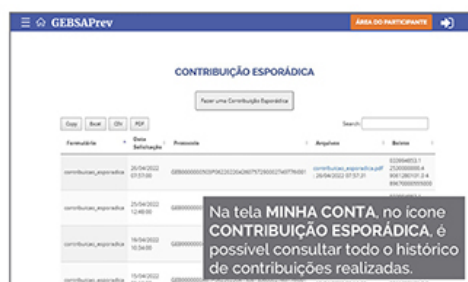 GEBSAPrev
ÁREA DO PARTICIPANTE
CONTRIBUIÇÃO ESPORÁDICA
Fazer uma Contribuição Esporádica
Copy Excel CSV PDF
Search:
Formulário Data Solicitação Protocolo Arquivos Boleto
contribuicao_esporadica 26/04/2022 07:57:00 contribuicao_esporadica.pdf - 26/04/2022 07:57:21
contribuicao_esporadica 25/04/2022 12:48:00
contribuicao_esporadica 19/04/2022 10:54:00
contribuicao_esporadica 15/04/2022
Na tela MINHA CONTA, no ícone
CONTRIBUIÇÃO ESPORÁDICA, é
possível consultar todo o histórico
de contribuições realizadas.